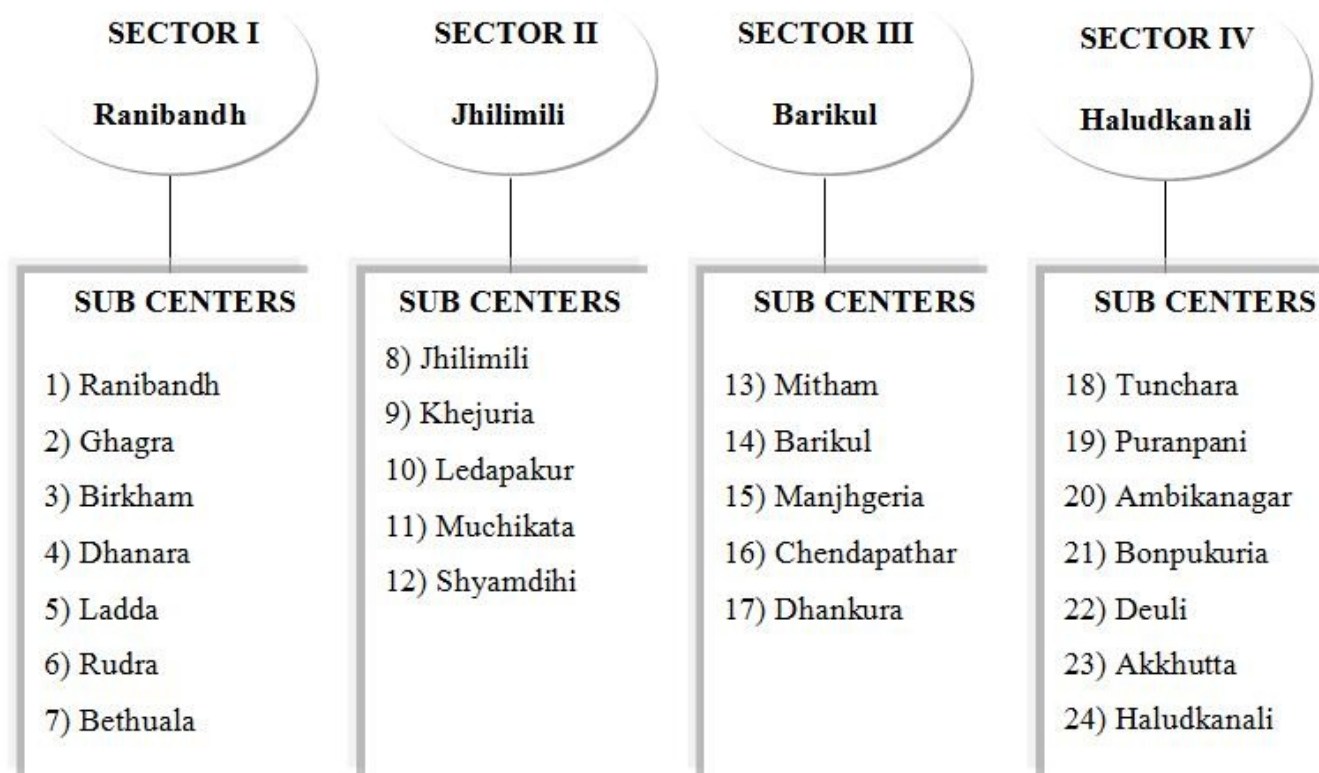 SECTOR I
Ranibandh
SUB CENTERS
1) Ranibandh
2) Ghagra
3) Birkham
4) Dhanara
5) Ladda
6) Rudra
7) Bethuala
SECTOR II
Jhilimili
SUB CENTERS
8) Jhilimili
9) Khejuria
10) Ledapakur
11) Muchikata
12) Shyamdihi
SECTOR III
Barikul
SUB CENTERS
13) Mitham
14) Barikul
15) Manjhgeria
16) Chendapathar
17) Dhankura
SECTOR IV
Haludkanali
SUB CENTERS
18) Tunchara
19) Puranpani
20) Ambikanagar
21) Bonpukuria
22) Deuli
23) Akkhutta
24) Haludkanali